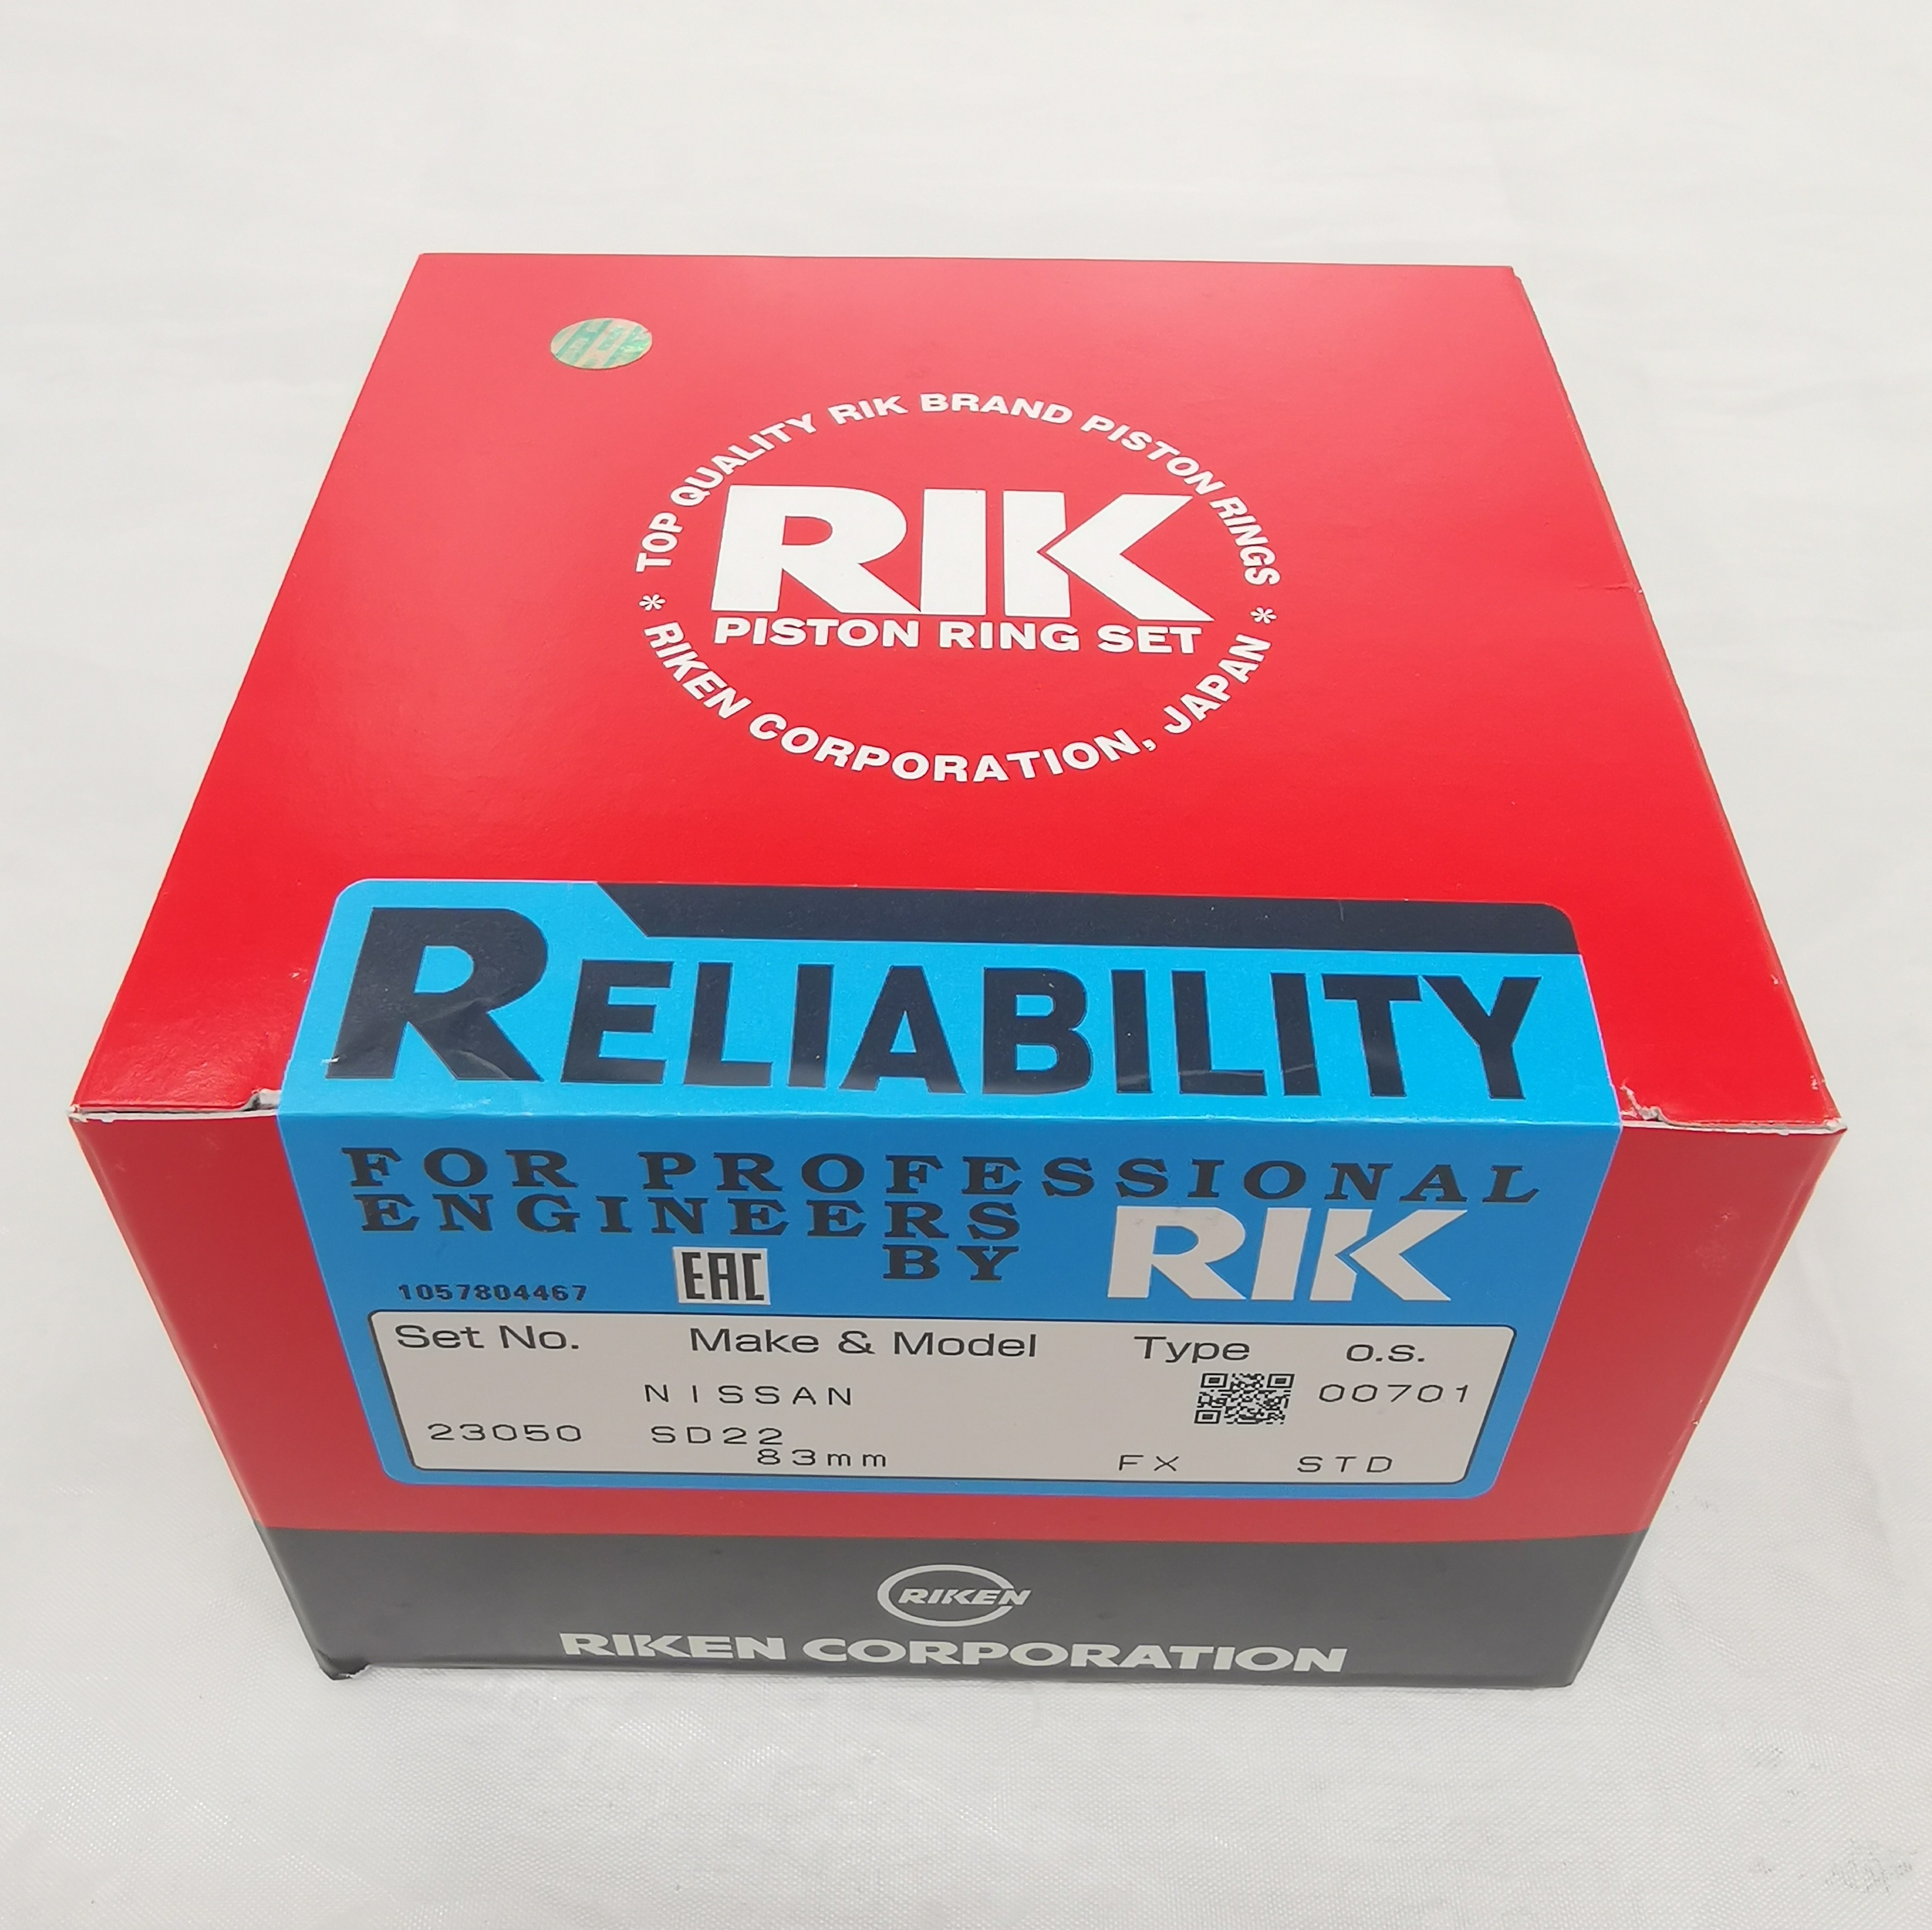 TOP QUALITY RIK BRAND PISTON RINGS
RIK
PISTON RING SET
* RIKEN CORPORATION, JAPAN *
RELIABILITY
FOR PROFESSIONAL
ENGINEERS
BY RIK
1057804467
EAC
Set No. Make & Model Type O.S.
NISSAN 00701
23050 SD22
83mm FX STD
RIKEN
RIKEN CORPORATION